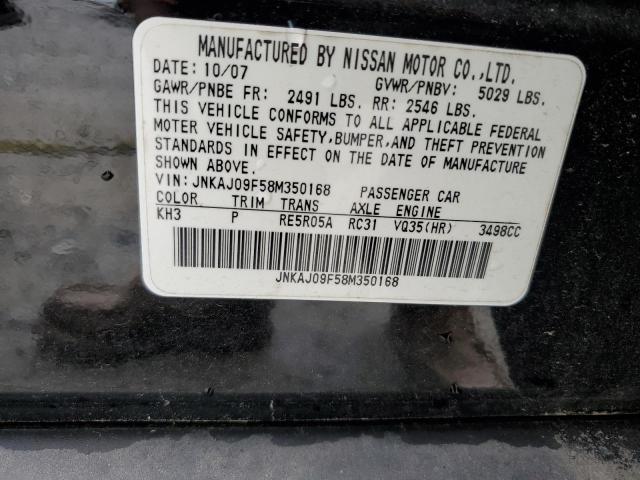 MANUFACTURED BY NISSAN MOTOR CO.,LTD.
DATE: 10/07 GVWR/PNBV: 5029 LBS.
GAWR/PNBE FR: 2491 LBS. RR: 2546 LBS.
THIS VEHICLE CONFORMS TO ALL APPLICABLE FEDERAL
MOTER VEHICLE SAFETY,BUMPER,AND THEFT PREVENTION
STANDARDS IN EFFECT ON THE DATE OF MANUFACTURE
SHOWN ABOVE.
VIN:JNKAJ09F58M350168 PASSENGER CAR
COLOR TRIM TRANS AXLE ENGINE
KH3 P RE5R05A RC31 VQ35(HR) 3498CC
JNKAJ09F58M350168